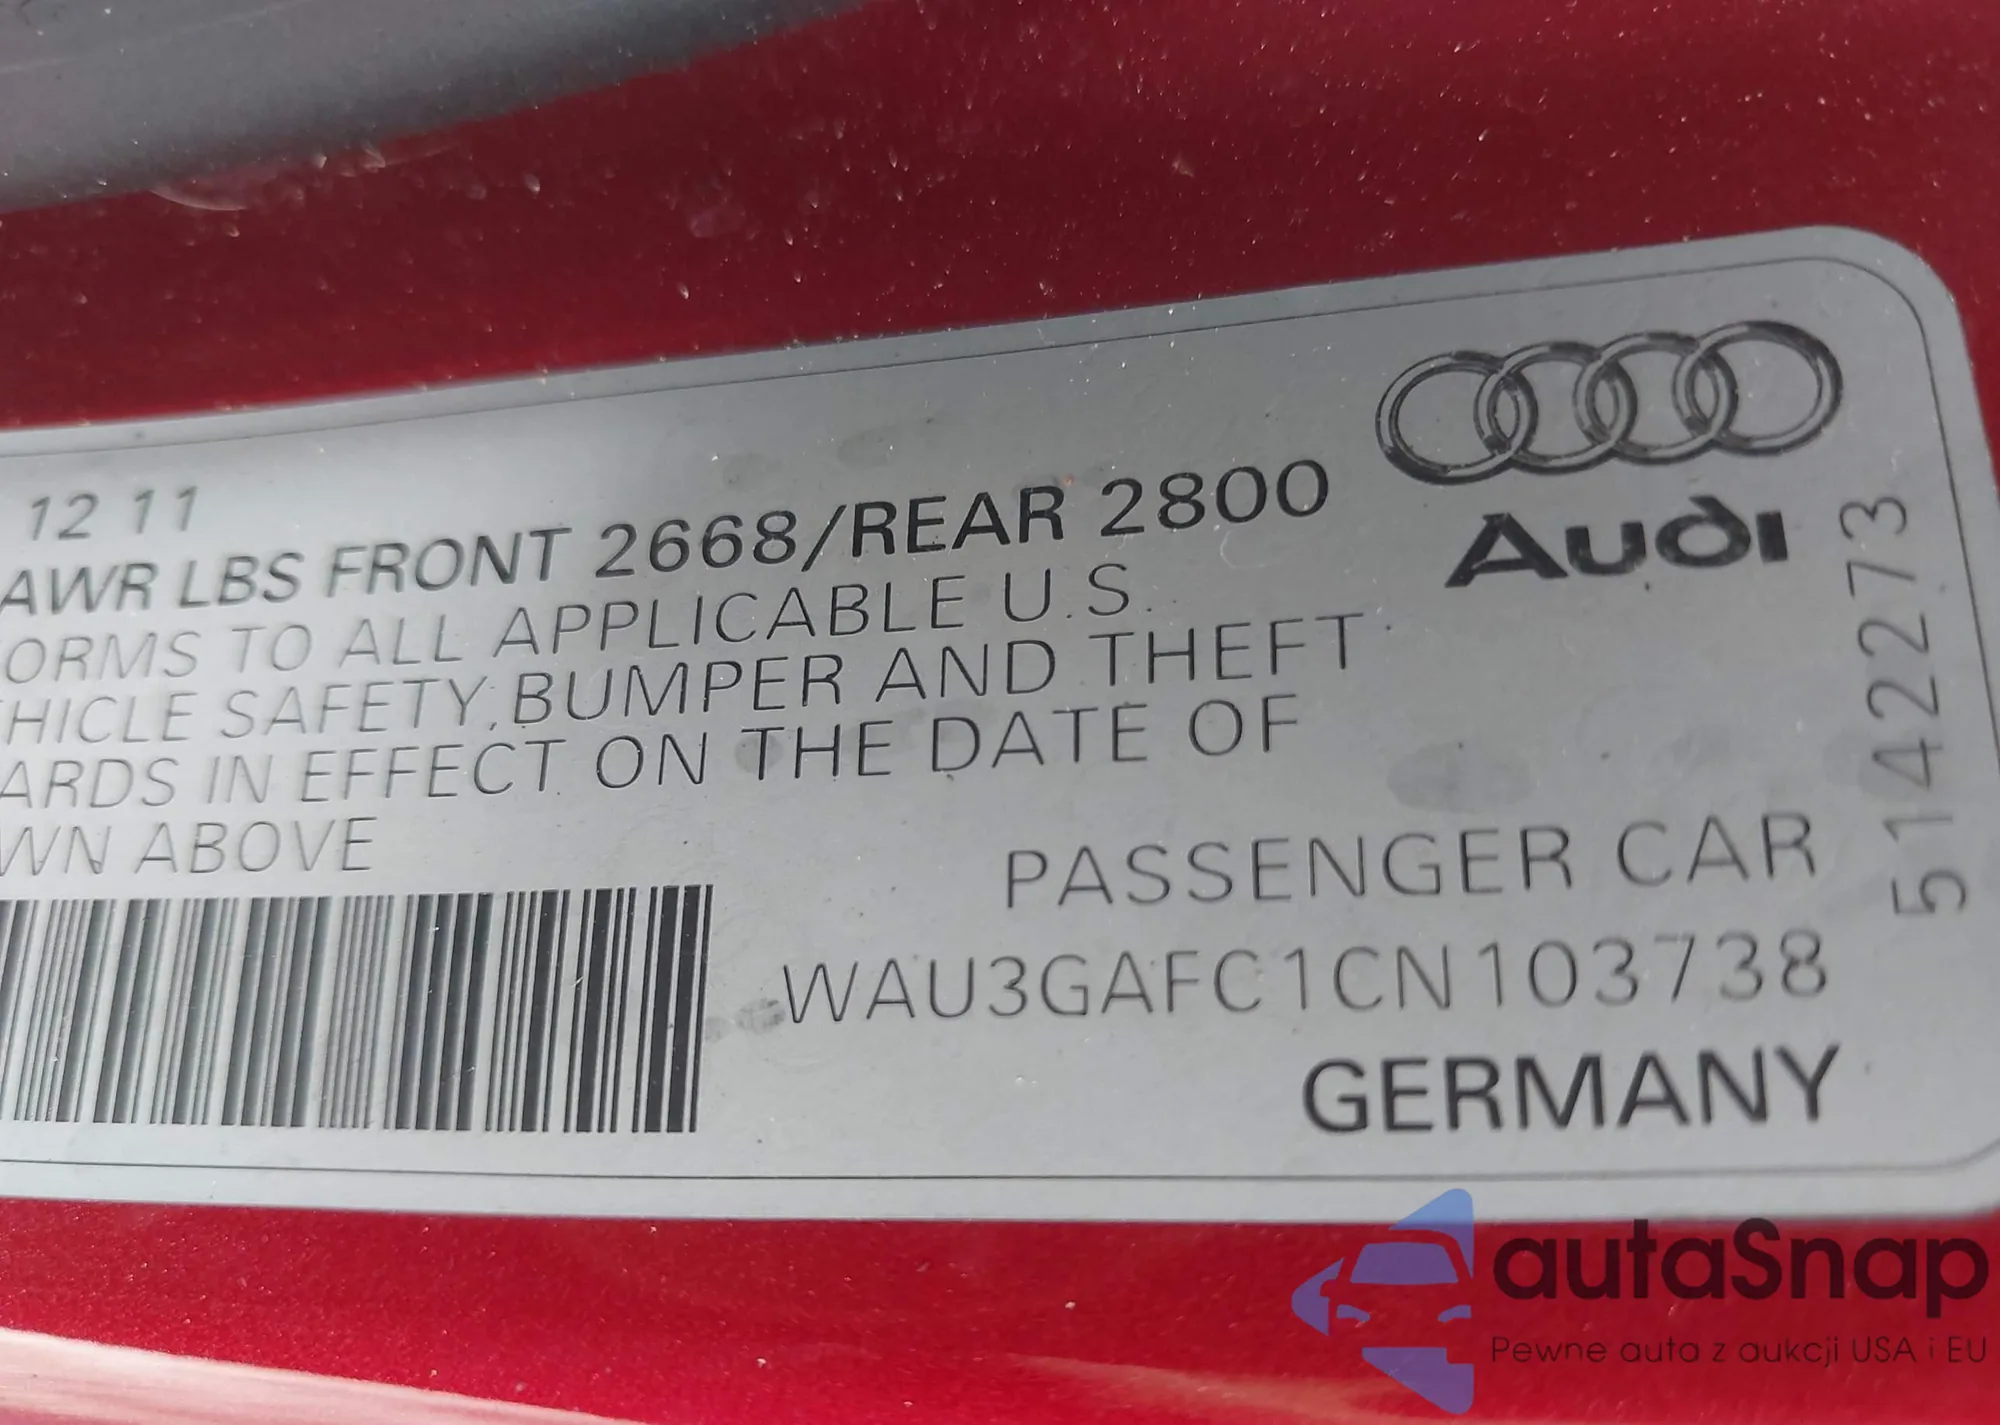 12 11
AWR LBS FRONT 2668/REAR 2800
ORMS TO ALL APPLICABLE U.S.
HICLE SAFETY, BUMPER AND THEFT
ARDS IN EFFECT ON THE DATE OF
WN ABOVE
Audi
5142273
PASSENGER CAR
WAU3GAFC1CN103738
GERMANY
autaSnap
Pewne auta z aukcji USA i EU